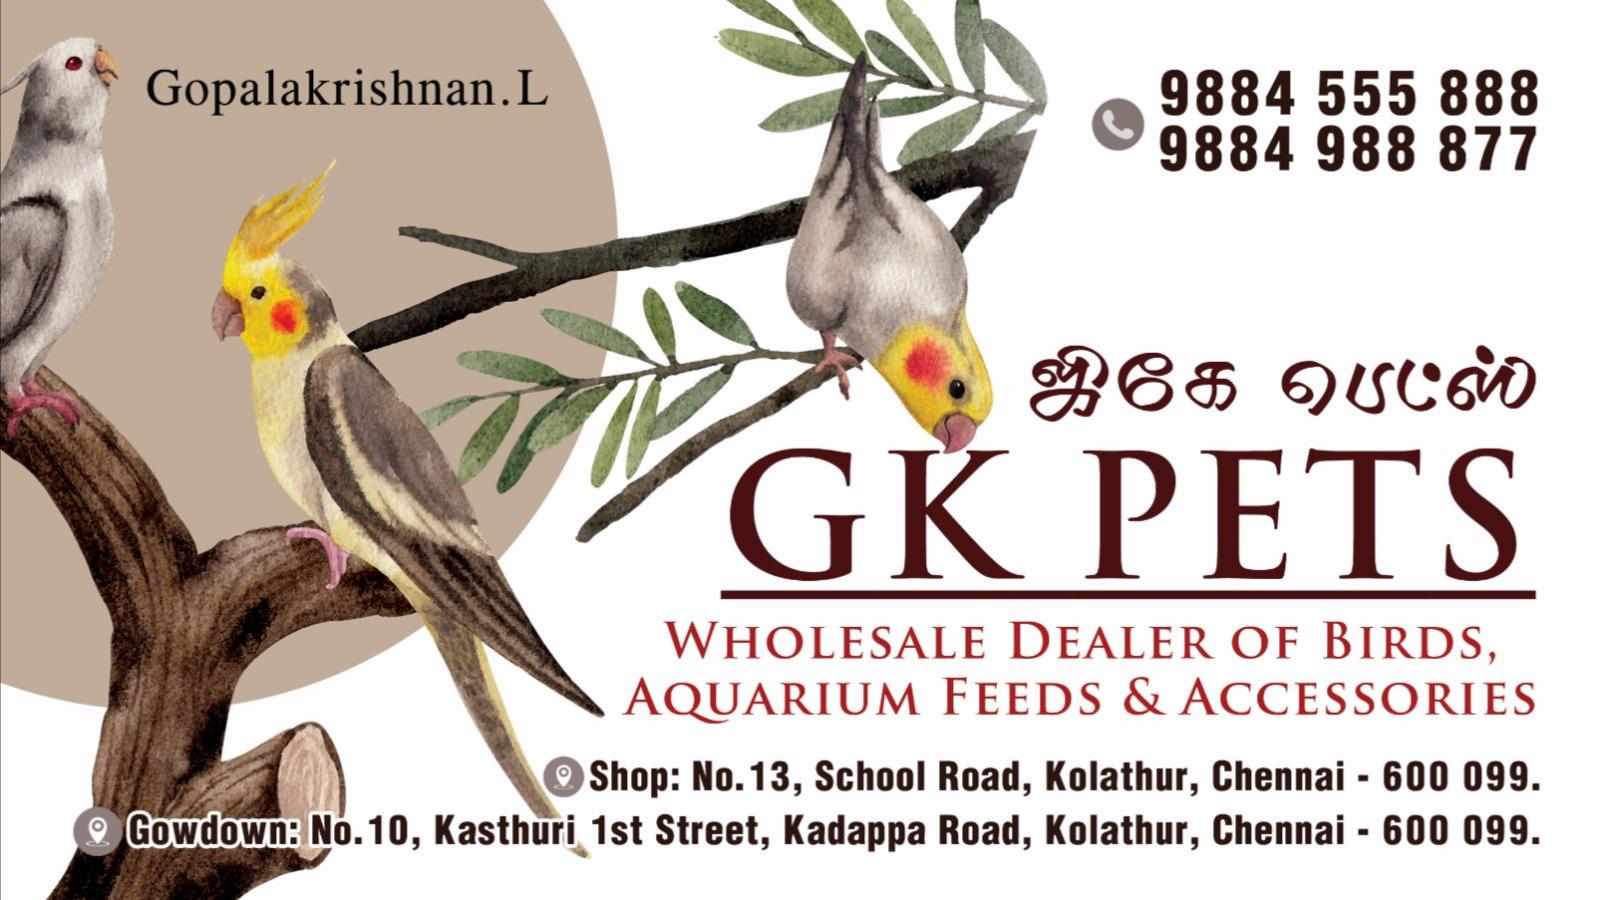 Gopalakrishnan.L
9884 555 888
9884 988 877
ஜிகே பெட்ஸ்
GK PETS
WHOLESALE DEALER OF BIRDS,
AQUARIUM FEEDS & ACCESSORIES
Shop: No.13, School Road, Kolathur, Chennai - 600 099.
Gowdown: No.10, Kasthuri 1st Street, Kadappa Road, Kolathur, Chennai - 600 099.